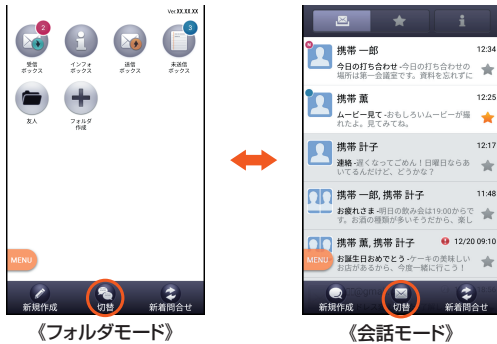 Ver.XX.XX.XX
2
3
受信
ボックス
インフォ
ボックス
送信
ボックス
未送信
ボックス
友人
フォルダ
作成
MENU
新規作成
切替
新着問合せ
《フォルダモード》
携帯 一郎
12:34
今日の打ち合わせ -今日の打ち合わせの
場所は第一会議室です。資料を忘れずに
携帯 薫
12:25
ムービー見て -おもしろいムービーが撮
れたよ。見てみてね。
携帯 計子
12:17
連絡 -遅くなってごめん！日曜日ならあ
いてるんだけど、どうかな？
携帯 一郎, 携帯 計子
11:48
お疲れさま -明日の飲み会は19:00からで
す。お酒の種類が多いそうだから、楽し
携帯 薫, 携帯 計子
12/20 09:10
お誕生日おめでとう -ケーキの美味しい
お店があるから、今度一緒に行こう！
MENU
新規作成
切替
新着問合せ
《会話モード》